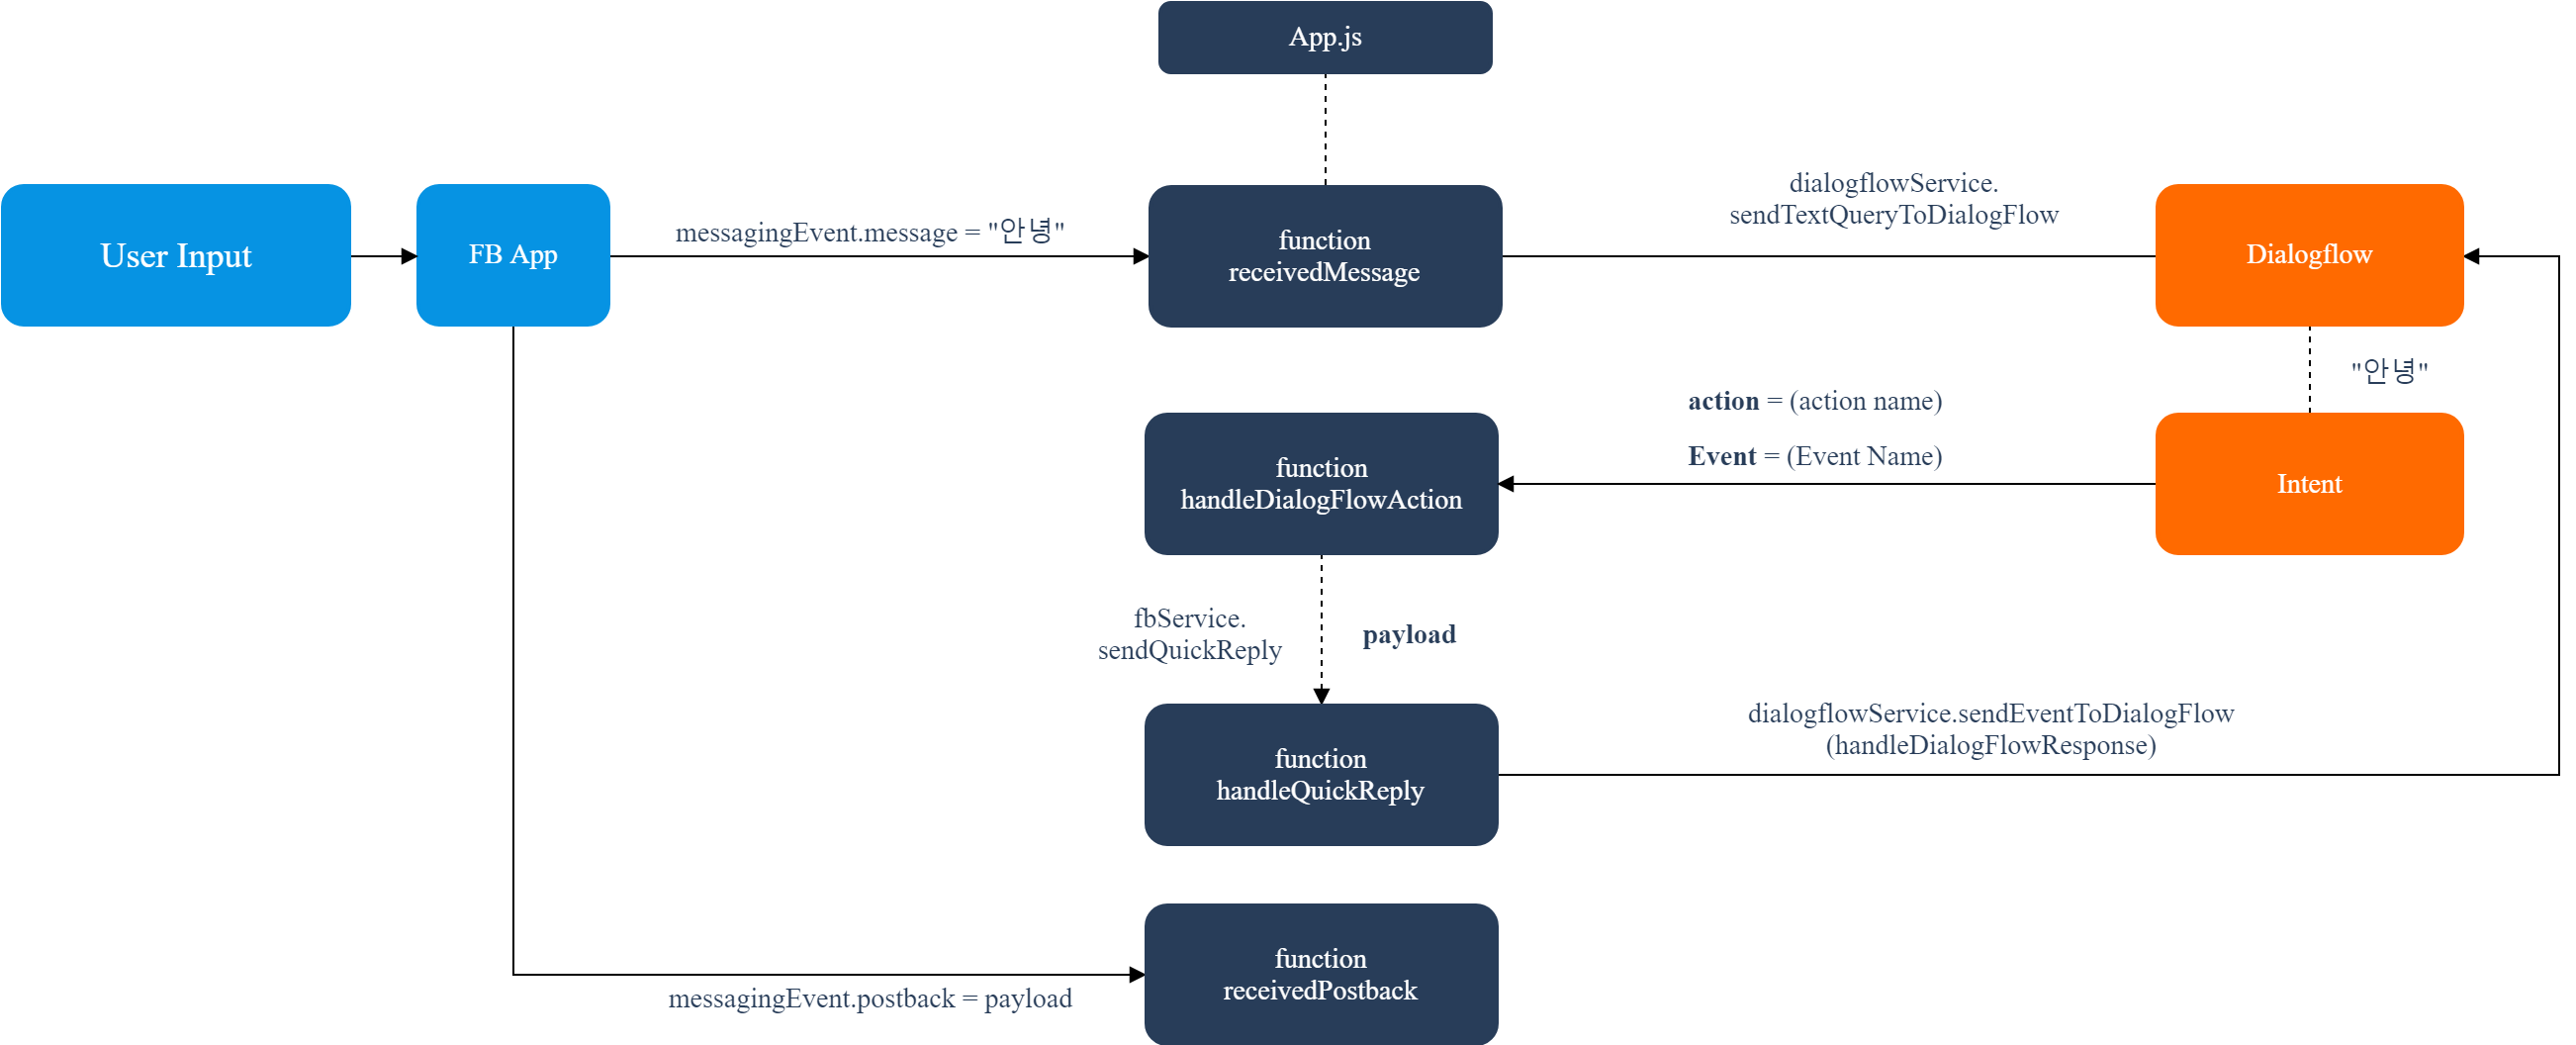 App.js
User Input
FB App
messagingEvent.message = "안녕"
function
receivedMessage
dialogflowService.
sendTextQueryToDialogFlow
Dialogflow
"안녕"
action = (action name)
Event = (Event Name)
function
handleDialogFlowAction
Intent
fbService.
sendQuickReply
payload
function
handleQuickReply
dialogflowService.sendEventToDialogFlow
(handleDialogFlowResponse)
function
receivedPostback
messagingEvent.postback = payload